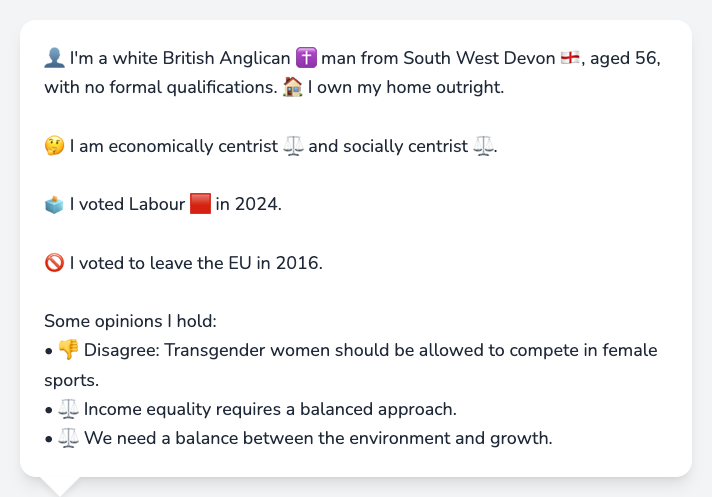 👤 I'm a white British Anglican ✝️ man from South West Devon 🏴󠁧󠁢󠁥󠁮󠁧󠁿, aged 56,
with no formal qualifications. 🏠 I own my home outright.
🤔 I am economically centrist ⚖️ and socially centrist ⚖️.
🗳️ I voted Labour 🟥 in 2024.
🚫 I voted to leave the EU in 2016.
Some opinions I hold:
• 👎 Disagree: Transgender women should be allowed to compete in female
sports.
• ⚖️ Income equality requires a balanced approach.
• ⚖️ We need a balance between the environment and growth.